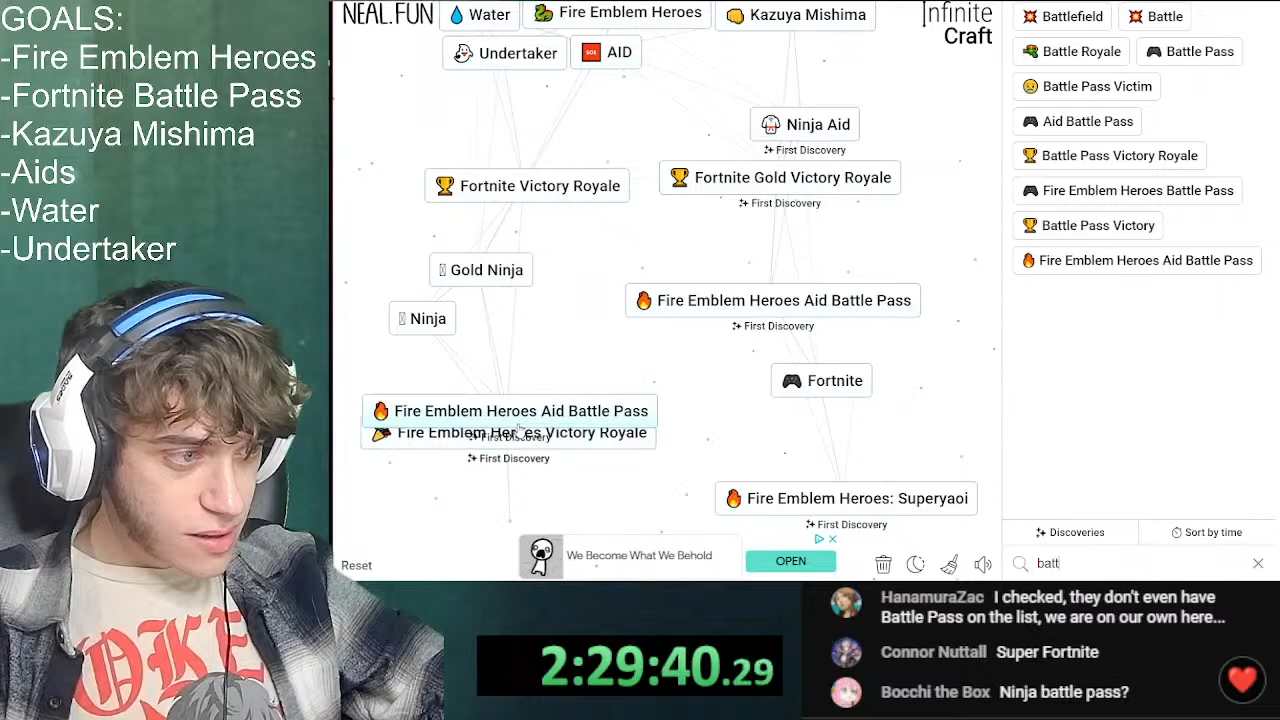 GOALS:
-Fire Emblem Heroes
-Fortnite Battle Pass
-Kazuya Mishima
-Aids
-Water
-Undertaker
NEAL.FUN
Infinite
Craft
Water
Fire Emblem Heroes
Kazuya Mishima
Undertaker
AID
Ninja Aid
First Discovery
Fortnite Victory Royale
Fortnite Gold Victory Royale
First Discovery
Gold Ninja
Fire Emblem Heroes Aid Battle Pass
First Discovery
Ninja
Fortnite
Fire Emblem Heroes Aid Battle Pass
First Discovery
Fire Emblem Heroes Victory Royale
First Discovery
Fire Emblem Heroes: Superyaoi
First Discovery
We Become What We Behold
OPEN
Reset
Battlefield
Battle
Battle Royale
Battle Pass
Battle Pass Victim
Aid Battle Pass
Battle Pass Victory Royale
Fire Emblem Heroes Battle Pass
Battle Pass Victory
Fire Emblem Heroes Aid Battle Pass
Discoveries
Sort by time
batt
2:29:40.29
HanamuraZac I checked, they don't even have
Battle Pass on the list, we are on our own here...
Connor Nuttall Super Fortnite
Bocchi the Box Ninja battle pass?